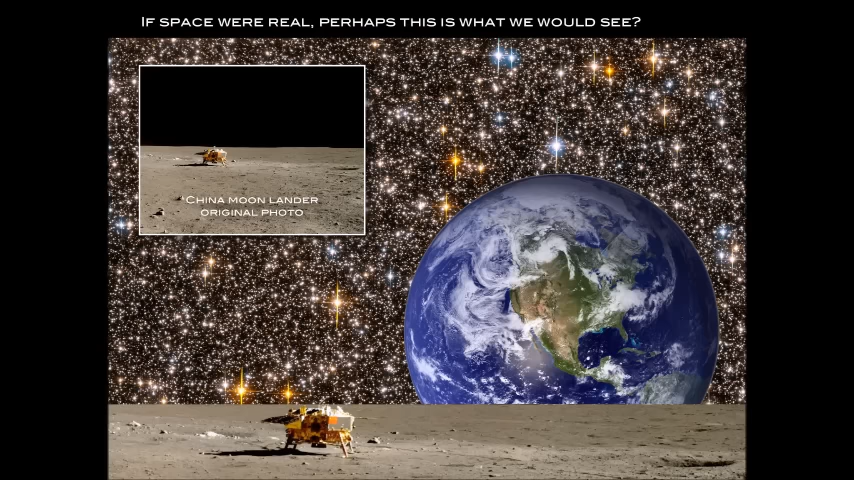 If space were real, perhaps this is what we would see?
*China moon lander
original photo